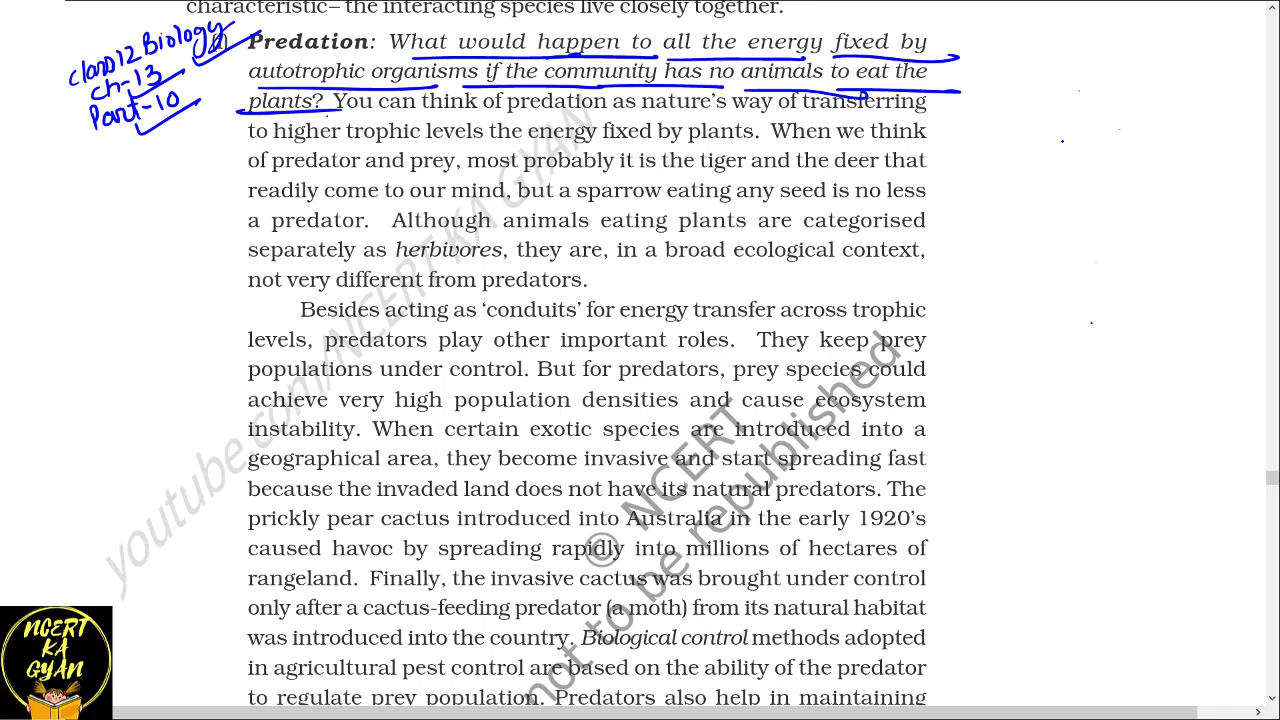 characteristic– the interacting species live closely together.
class 12 Biology
ch-13
Part-10
(i) Predation: What would happen to all the energy fixed by
autotrophic organisms if the community has no animals to eat the
plants? You can think of predation as nature's way of transferring
to higher trophic levels the energy fixed by plants. When we think
of predator and prey, most probably it is the tiger and the deer that
readily come to our mind, but a sparrow eating any seed is no less
a predator. Although animals eating plants are categorised
separately as herbivores, they are, in a broad ecological context,
not very different from predators.
Besides acting as 'conduits' for energy transfer across trophic
levels, predators play other important roles. They keep prey
populations under control. But for predators, prey species could
achieve very high population densities and cause ecosystem
instability. When certain exotic species are introduced into a
geographical area, they become invasive and start spreading fast
because the invaded land does not have its natural predators. The
prickly pear cactus introduced into Australia in the early 1920's
caused havoc by spreading rapidly into millions of hectares of
rangeland. Finally, the invasive cactus was brought under control
only after a cactus-feeding predator (a moth) from its natural habitat
was introduced into the country. Biological control methods adopted
in agricultural pest control are based on the ability of the predator
to regulate prey population. Predators also help in maintaining
youtube.com/NCERT KA GYAN
© NCERT
not to be republished
NCERT
KA
GYAN